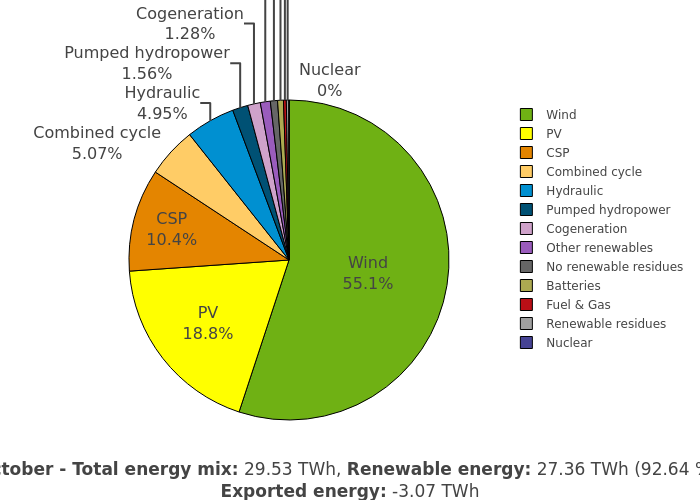 Cogeneration
1.28%
Pumped hydropower
1.56%
Hydraulic
4.95%
Combined cycle
5.07%
Nuclear
0%
CSP
10.4%
PV
18.8%
Wind
55.1%
Wind
PV
CSP
Combined cycle
Hydraulic
Pumped hydropower
Cogeneration
Other renewables
No renewable residues
Batteries
Fuel & Gas
Renewable residues
Nuclear
tober - Total energy mix: 29.53 TWh, Renewable energy: 27.36 TWh (92.64 %
Exported energy: -3.07 TWh